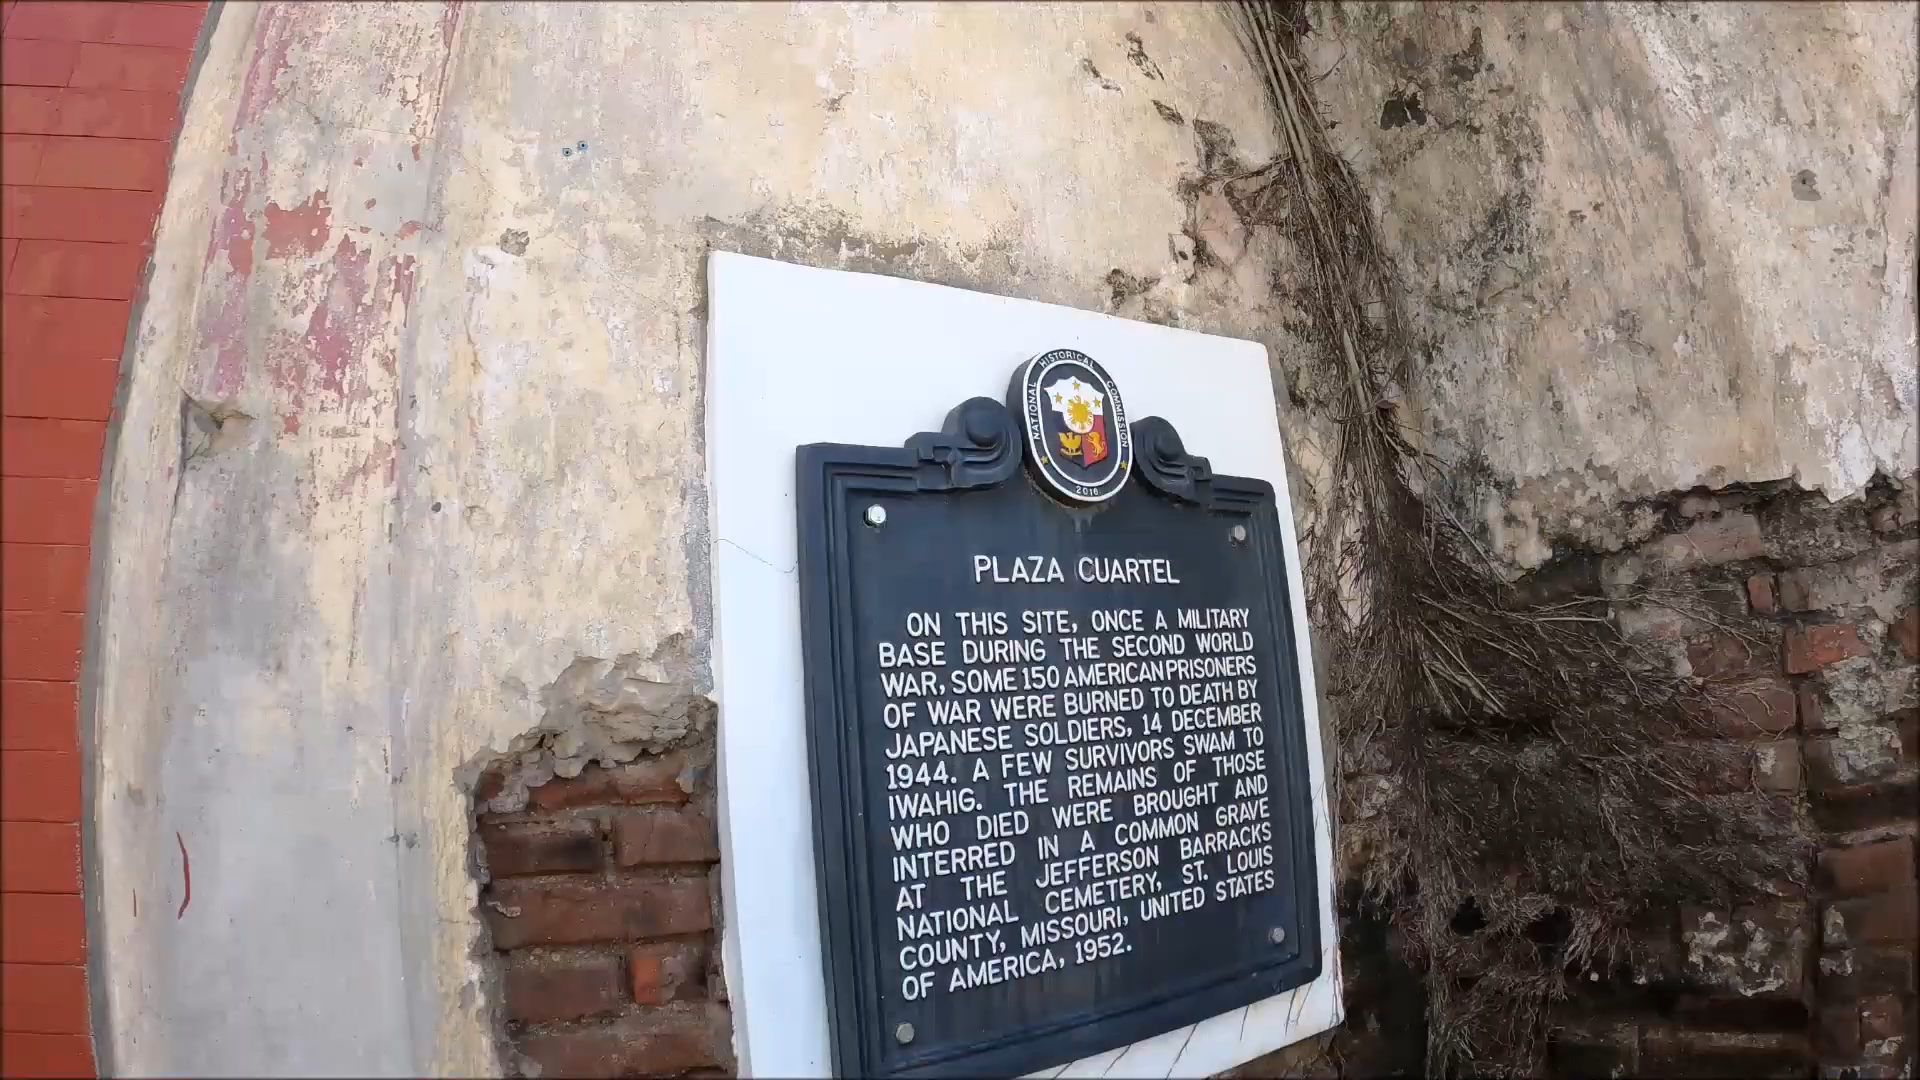 NATIONAL HISTORICAL COMMISSION
2016
PLAZA CUARTEL
ON THIS SITE, ONCE A MILITARY
BASE DURING THE SECOND WORLD
WAR, SOME 150 AMERICAN PRISONERS
OF WAR WERE BURNED TO DEATH BY
JAPANESE SOLDIERS, 14 DECEMBER
1944. A FEW SURVIVORS SWAM TO
IWAHIG. THE REMAINS OF THOSE
WHO DIED WERE BROUGHT AND
INTERRED IN A COMMON GRAVE
AT THE JEFFERSON BARRACKS
NATIONAL CEMETERY, ST. LOUIS
COUNTY, MISSOURI, UNITED STATES
OF AMERICA, 1952.